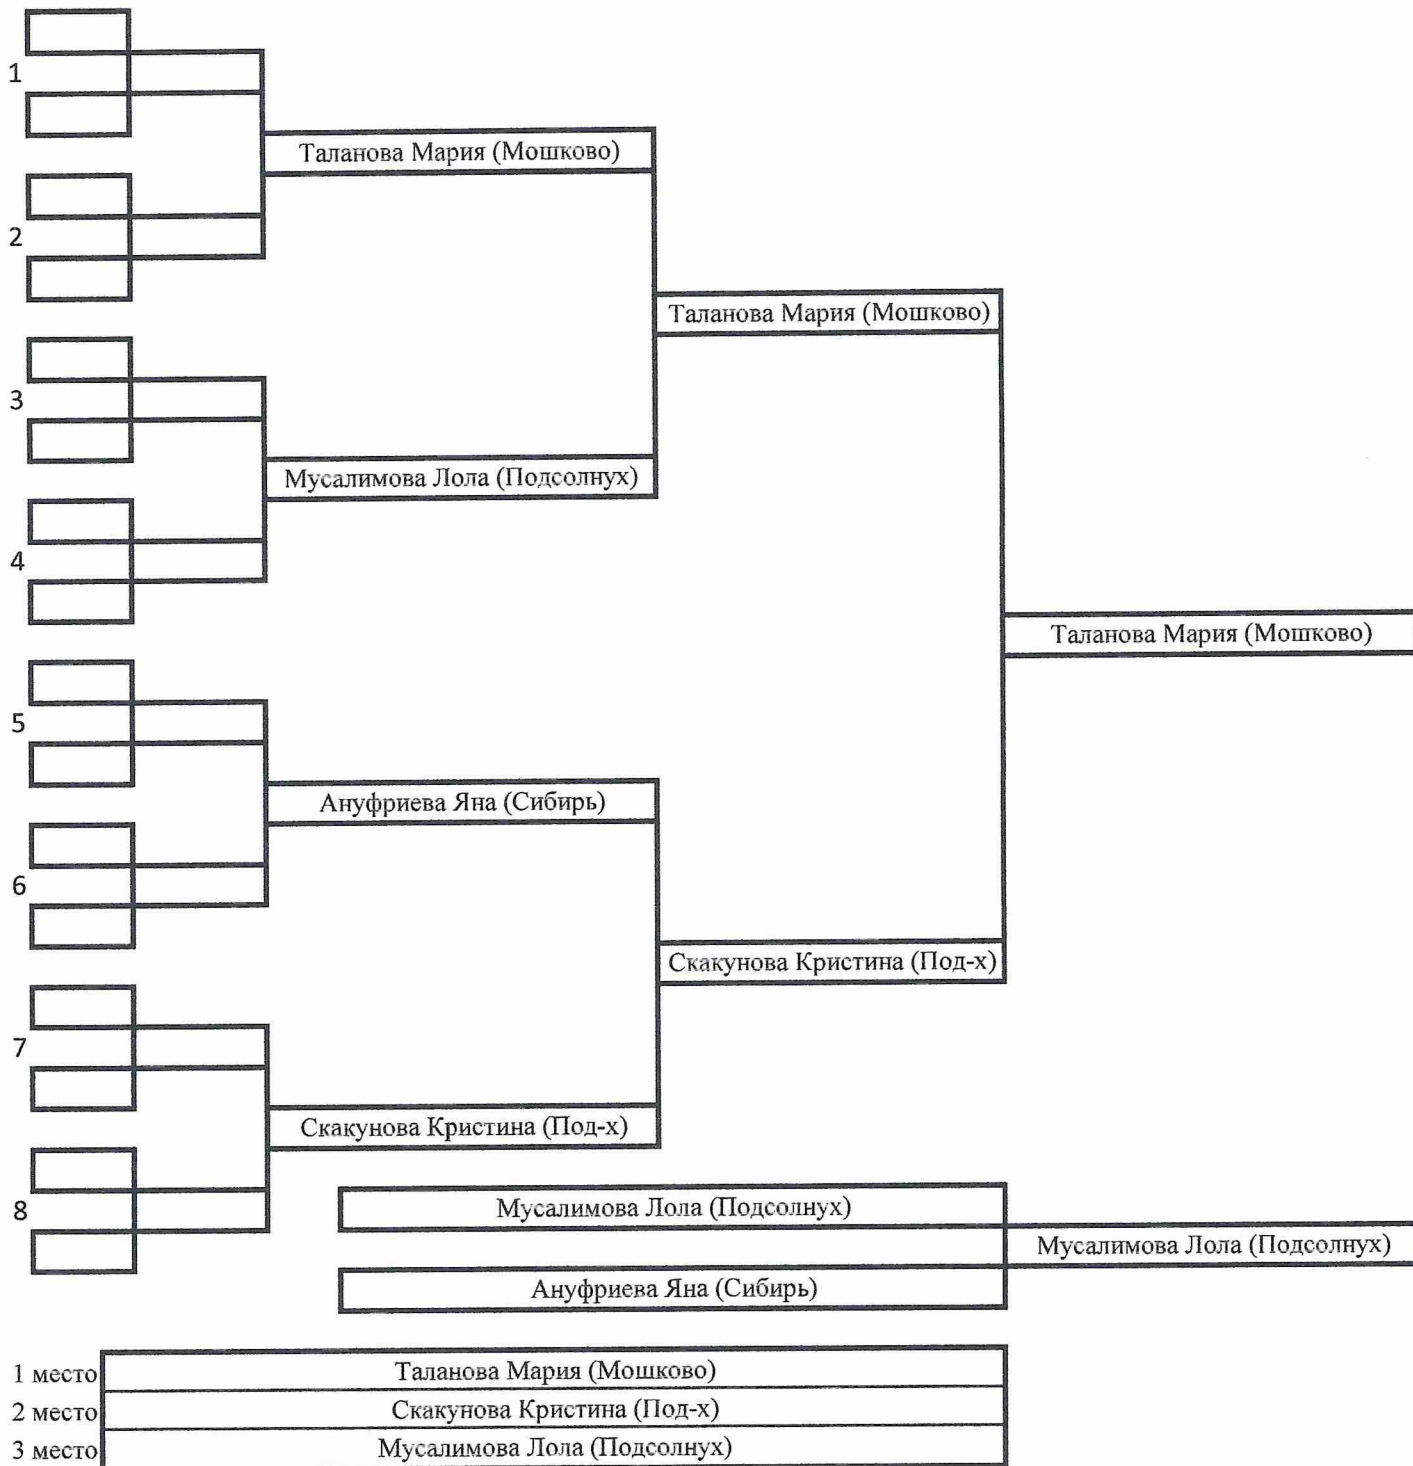 1
Таланова Мария (Мошково)
2
Таланова Мария (Мошково)
3
Мусалимова Лола (Подсолнух)
4
Таланова Мария (Мошково)
5
Ануфриева Яна (Сибирь)
6
Скакунова Кристина (Под-х)
7
Скакунова Кристина (Под-х)
8
Мусалимова Лола (Подсолнух)
Мусалимова Лола (Подсолнух)
Ануфриева Яна (Сибирь)
1 место Таланова Мария (Мошково)
2 место Скакунова Кристина (Под-х)
3 место Мусалимова Лола (Подсолнух)